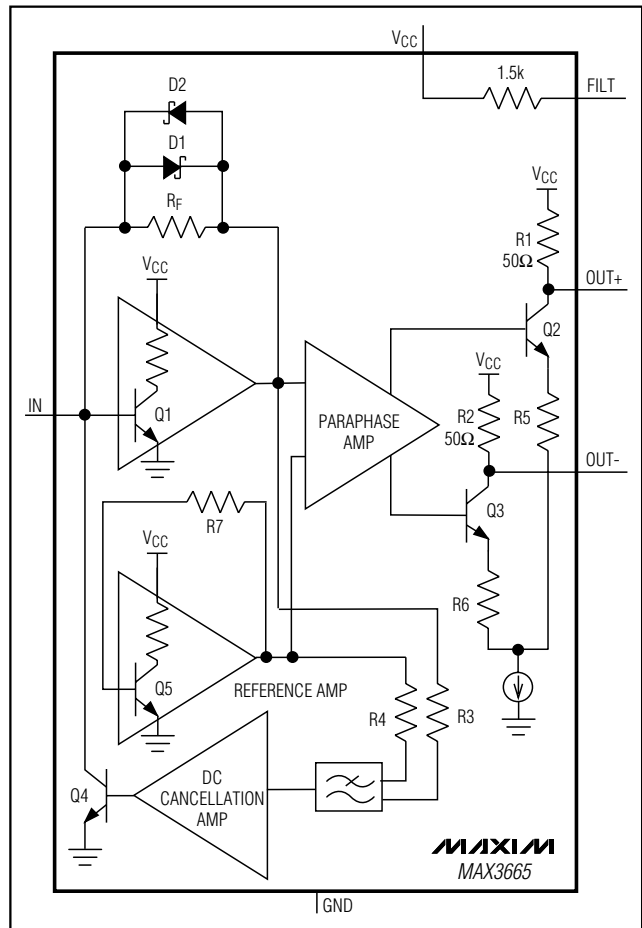 VCC
1.5k
FILT
D2
D1
RF
VCC
VCC
R1
50Ω
OUT+
Q2
IN
Q1
PARAPHASE
AMP
VCC
R2
50Ω
R5
OUT-
Q3
R7
VCC
R6
Q5
REFERENCE AMP
R4
R3
DC
CANCELLATION
AMP
Q4
MAXIM
MAX3665
GND